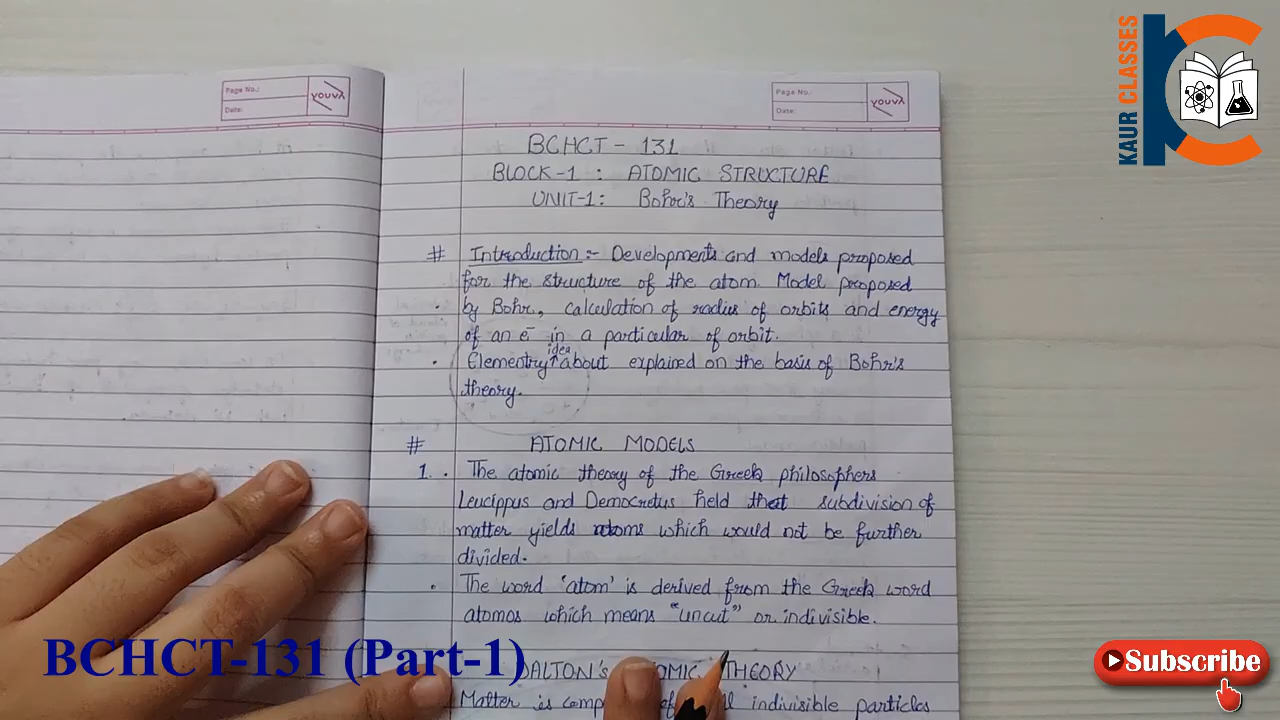 Page No.:
Date:
YOUVA
Page No.:
Date:
YOUVA
KAUR CLASSES
BCHCT - 131
BLOCK-1 : ATOMIC STRUCTURE
UNIT-1: Bohr's Theory
# Introduction :- Developments and models proposed
for the structure of the atom. Model proposed
by Bohr, calculation of radius of orbits and energy
of an e⁻ in a particular of orbit.
idea
• Elementry ↑ about explained on the basis of Bohr's
theory.
# ATOMIC MODELS
1. • The atomic theory of the Greek philosophers
Leucippus and Democretus held that subdivision of
matter yields atoms which would not be further
divided.
• The word 'atom' is derived from the Greek word
atomos which means "uncut" or indivisible.
DALTON'S THEORY
Matter is indivisible particles
BCHCT-131 (Part-1)
Subscribe